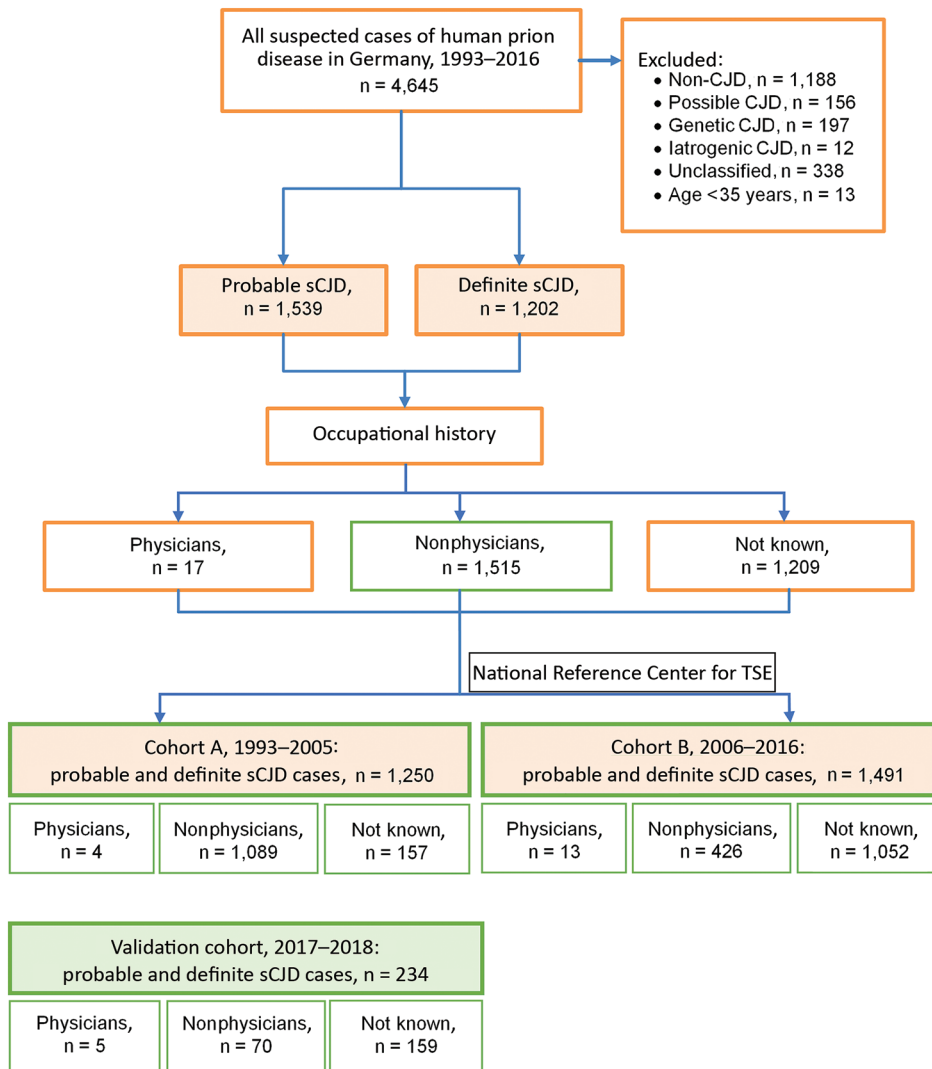 All suspected cases of human prion
disease in Germany, 1993–2016
n = 4,645
Excluded:
• Non-CJD, n = 1,188
• Possible CJD, n = 156
• Genetic CJD, n = 197
• Iatrogenic CJD, n = 12
• Unclassified, n = 338
• Age <35 years, n = 13
Probable sCJD,
n = 1,539
Definite sCJD,
n = 1,202
Occupational history
Physicians,
n = 17
Nonphysicians,
n = 1,515
Not known,
n = 1,209
National Reference Center for TSE
Cohort A, 1993–2005:
probable and definite sCJD cases, n = 1,250
Physicians,
n = 4
Nonphysicians,
n = 1,089
Not known,
n = 157
Cohort B, 2006–2016:
probable and definite sCJD cases, n = 1,491
Physicians,
n = 13
Nonphysicians,
n = 426
Not known,
n = 1,052
Validation cohort, 2017–2018:
probable and definite sCJD cases, n = 234
Physicians,
n = 5
Nonphysicians,
n = 70
Not known,
n = 159